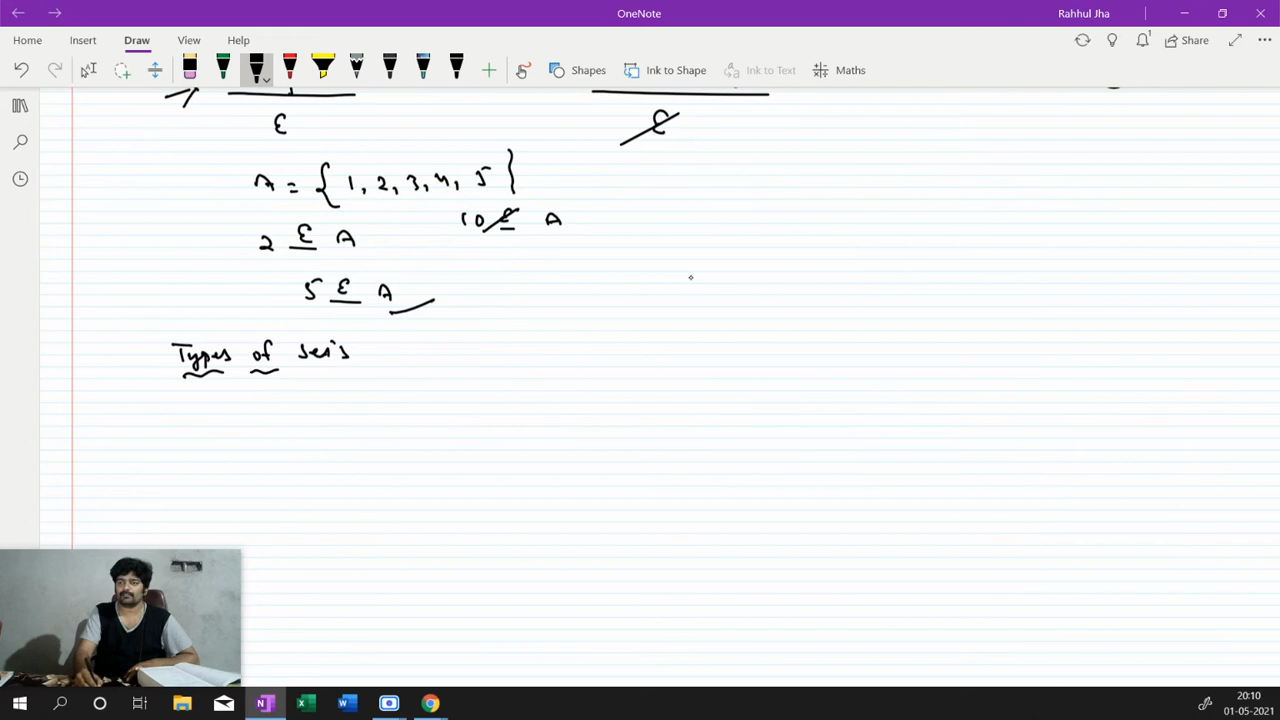 OneNote
Rahhul Jha
Home Insert Draw View Help
Share
Shapes Ink to Shape Ink to Text Maths
ε ε̸
A = { 1, 2, 3, 4, 5 }
10 ε̸ A
2 ε A
5 ε A
Types of Set's
20:10
01-05-2021